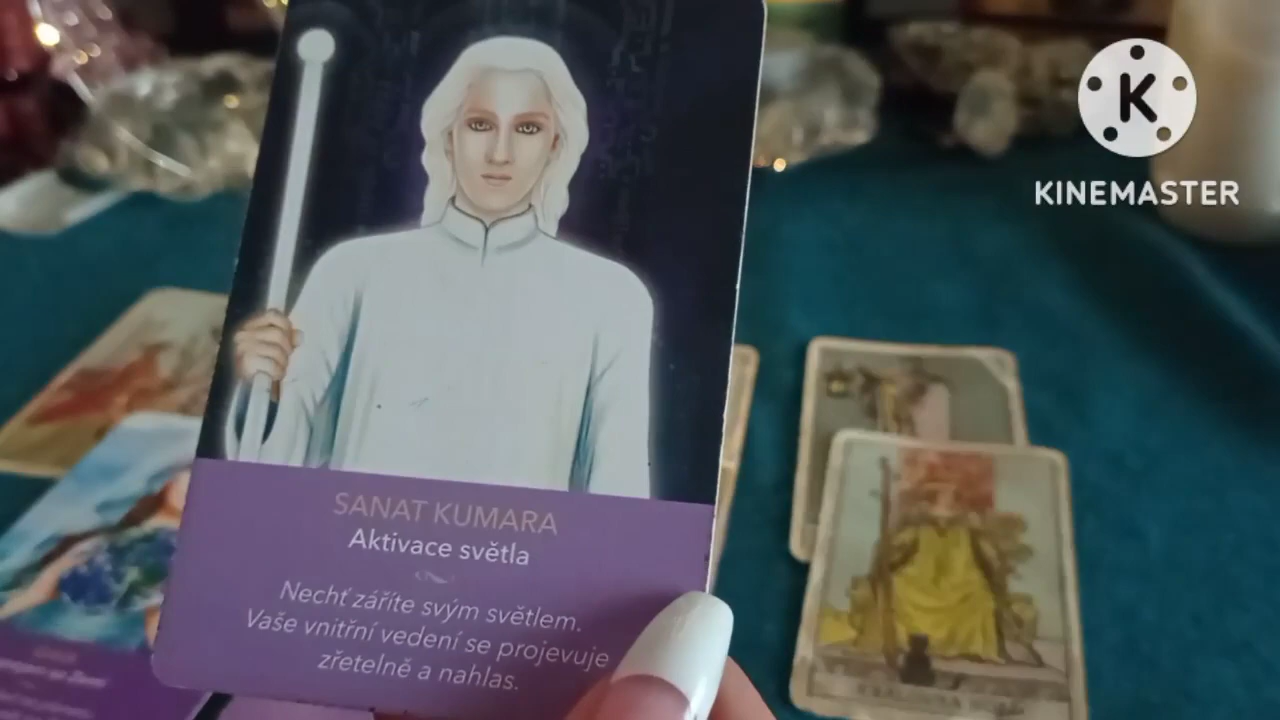 K
KINEMASTER
SANAT KUMARA
Aktivace světla
Nechť záříte svým světlem.
Vaše vnitřní vedení se projevuje
zřetelně a nahlas.